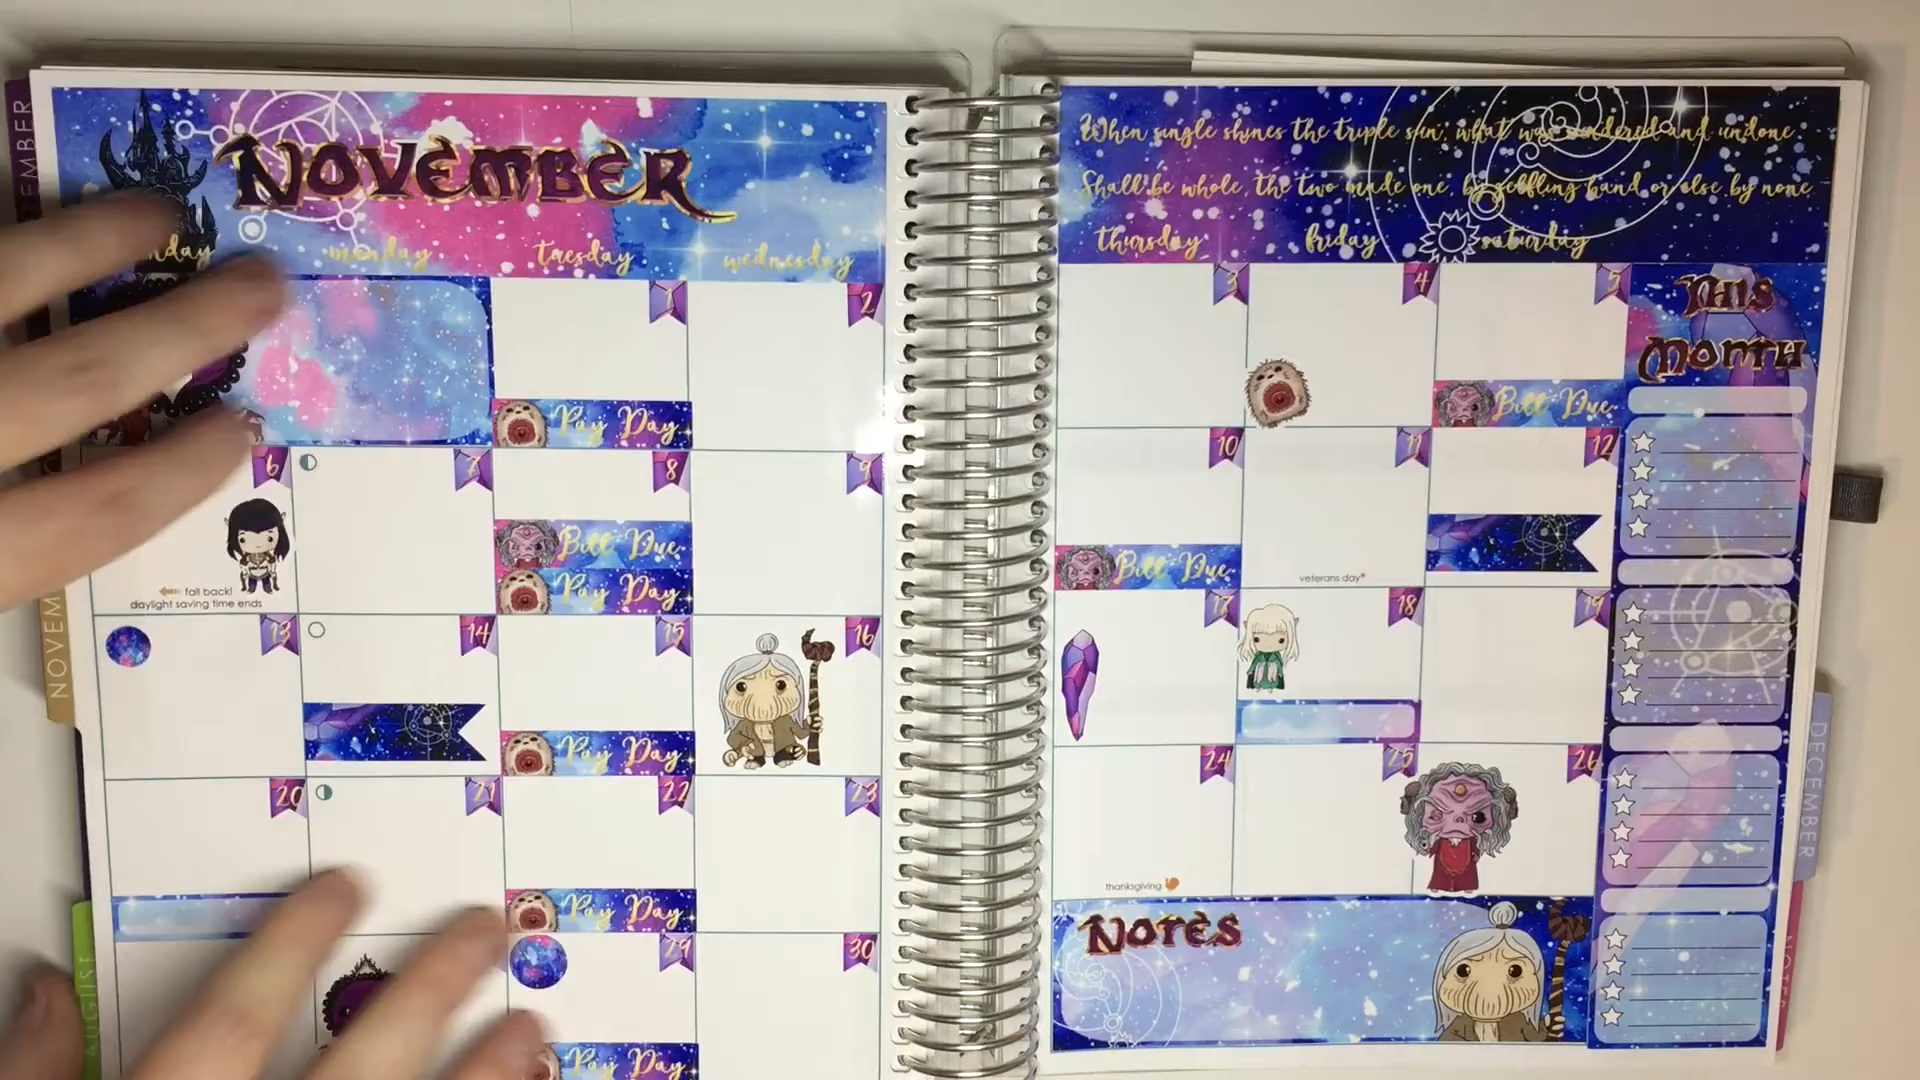 NOVEMBER
monday
tuesday
wednesday
When single shines the triple sun, what was sundered and undone
Shall be whole, the two made one, by gelfling hand or else by none.
thursday
friday
saturday
1
2
3
4
5
This
Month
Pay Day
Bill Due
6
7
8
9
10
11
12
Bill Due
fall back!
daylight saving time ends
Pay Day
Bill Due
veterans day
13
14
15
16
17
18
19
Pay Day
20
21
22
23
24
25
26
Pay Day
thanksgiving
29
30
Notes
Pay Day
AUGUST
DECEMBER
NOTES